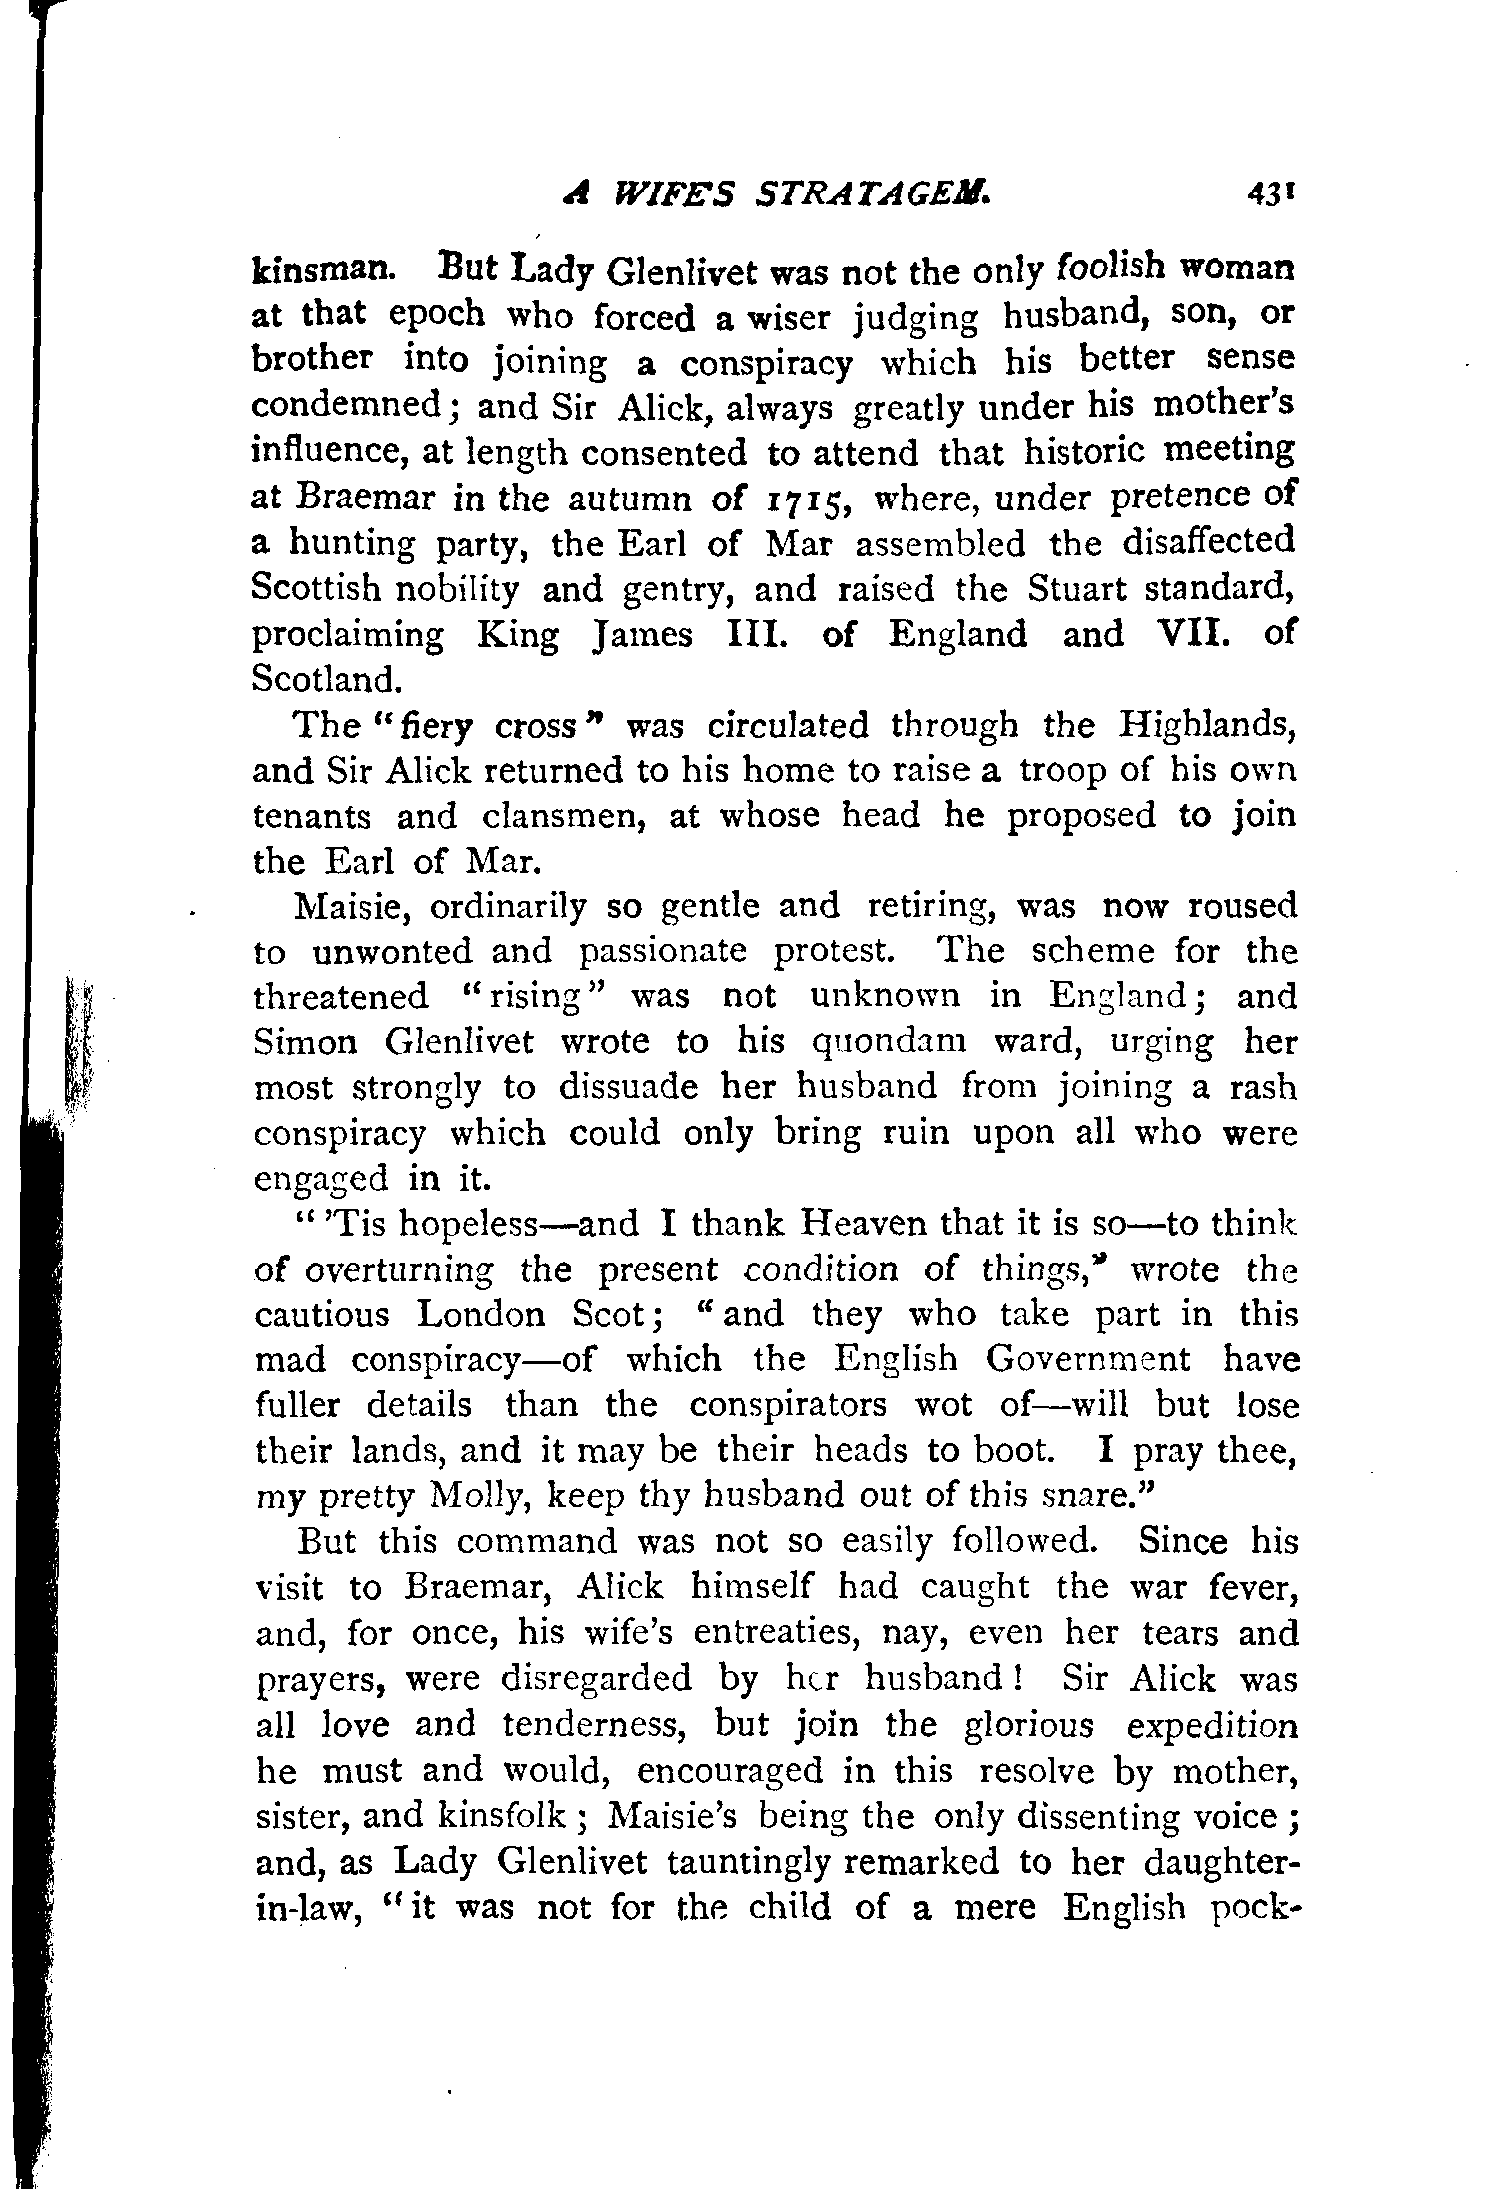 A WIFE'S STRATAGEM. 431
kinsman. But Lady Glenlivet was not the only foolish woman
at that epoch who forced a wiser judging husband, son, or
brother into joining a conspiracy which his better sense
condemned; and Sir Alick, always greatly under his mother's
influence, at length consented to attend that historic meeting
at Braemar in the autumn of 1715, where, under pretence of
a hunting party, the Earl of Mar assembled the disaffected
Scottish nobility and gentry, and raised the Stuart standard,
proclaiming King James III. of England and VII. of
Scotland.
The "fiery cross" was circulated through the Highlands,
and Sir Alick returned to his home to raise a troop of his own
tenants and clansmen, at whose head he proposed to join
the Earl of Mar.
Maisie, ordinarily so gentle and retiring, was now roused
to unwonted and passionate protest. The scheme for the
threatened "rising" was not unknown in England; and
Simon Glenlivet wrote to his quondam ward, urging her
most strongly to dissuade her husband from joining a rash
conspiracy which could only bring ruin upon all who were
engaged in it.
"'Tis hopeless—and I thank Heaven that it is so—to think
of overturning the present condition of things," wrote the
cautious London Scot; "and they who take part in this
mad conspiracy—of which the English Government have
fuller details than the conspirators wot of—will but lose
their lands, and it may be their heads to boot. I pray thee,
my pretty Molly, keep thy husband out of this snare."
But this command was not so easily followed. Since his
visit to Braemar, Alick himself had caught the war fever,
and, for once, his wife's entreaties, nay, even her tears and
prayers, were disregarded by her husband! Sir Alick was
all love and tenderness, but join the glorious expedition
he must and would, encouraged in this resolve by mother,
sister, and kinsfolk; Maisie's being the only dissenting voice;
and, as Lady Glenlivet tauntingly remarked to her daughter-
in-law, "it was not for the child of a mere English pock-